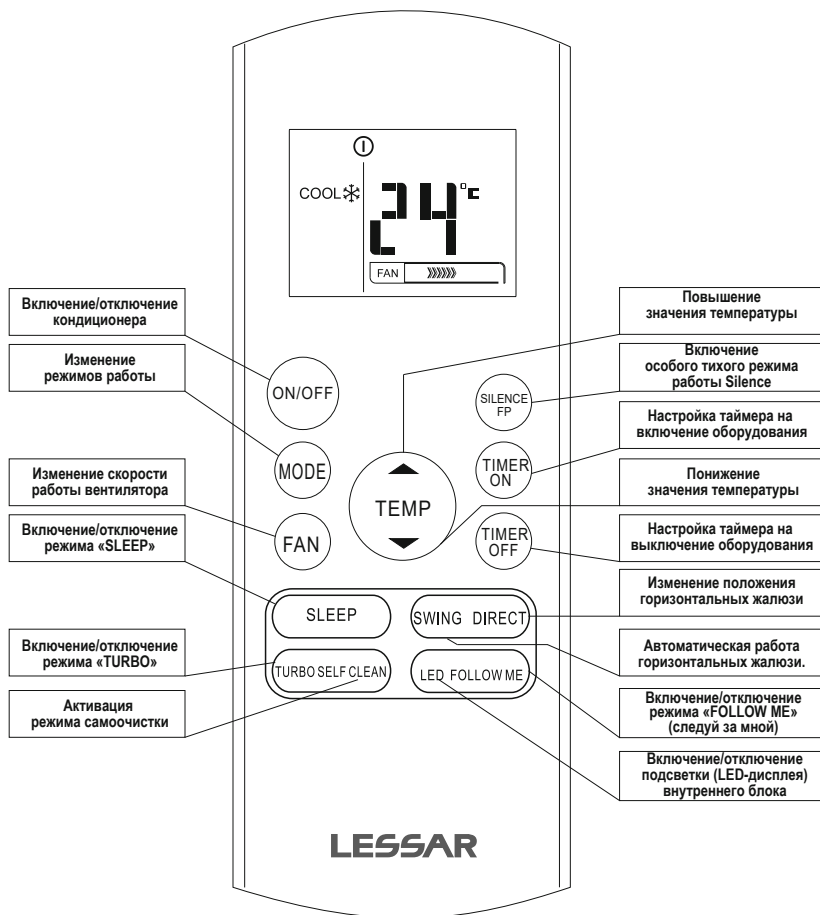 COOL
24°C
FAN
Включение/отключение
кондиционера
Изменение
режимов работы
Изменение скорости
работы вентилятора
Включение/отключение
режима «SLEEP»
Включение/отключение
режима «TURBO»
Активация
режима самоочистки
ON/OFF
MODE
FAN
TEMP
SILENCE
FP
TIMER
ON
TIMER
OFF
SLEEP
SWING DIRECT
TURBO SELF CLEAN
LED FOLLOW ME
LESSAR
Повышение
значения температуры
Включение
особого тихого режима
работы Silence
Настройка таймера на
включение оборудования
Понижение
значения температуры
Настройка таймера на
выключение оборудования
Изменение положения
горизонтальных жалюзи
Автоматическая работа
горизонтальных жалюзи.
Включение/отключение
режима «FOLLOW ME»
(следуй за мной)
Включение/отключение
подсветки (LED-дисплея)
внутреннего блока